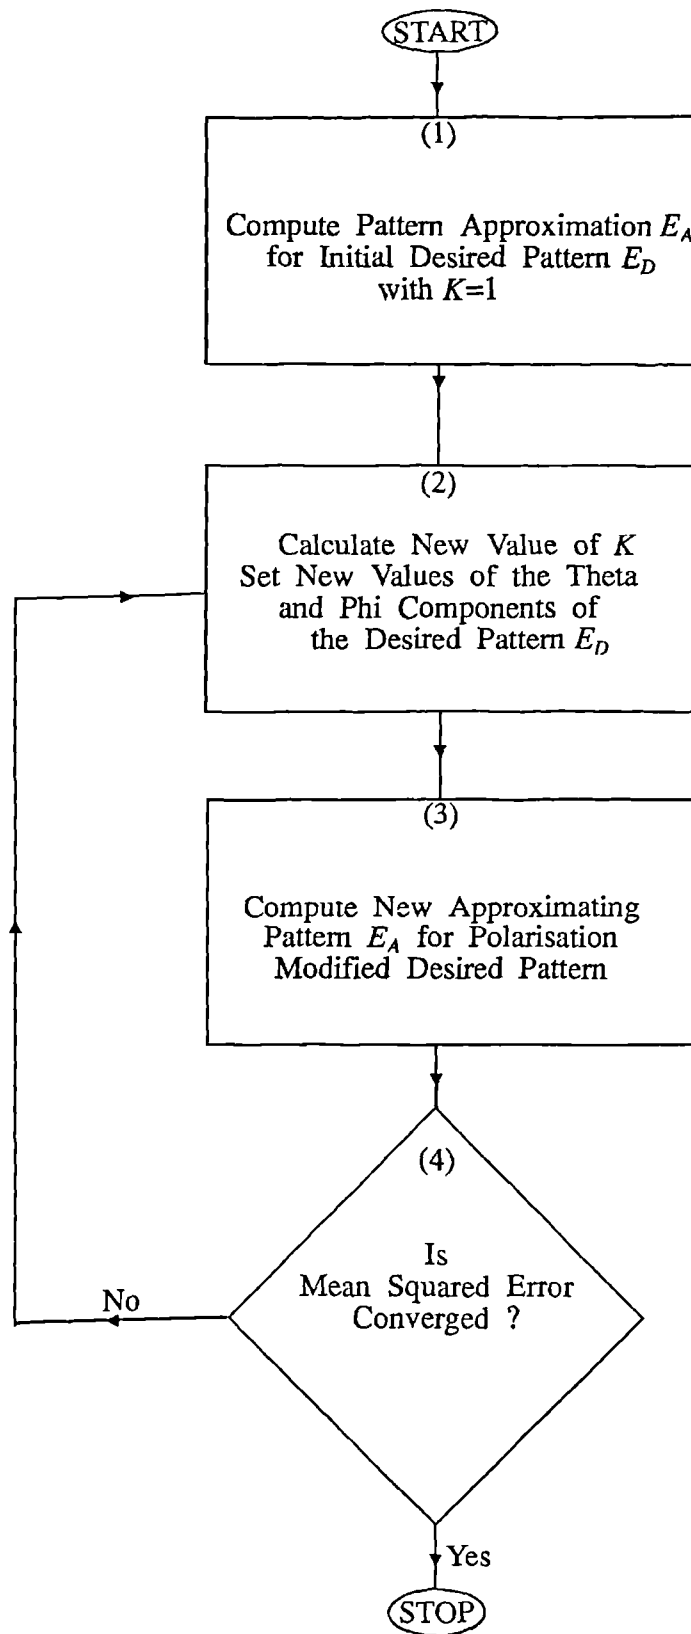 START
(1)
Compute Pattern Approximation E_A
for Initial Desired Pattern E_D
with K=1
(2)
Calculate New Value of K
Set New Values of the Theta
and Phi Components of
the Desired Pattern E_D
(3)
Compute New Approximating
Pattern E_A for Polarisation
Modified Desired Pattern
(4)
Is
Mean Squared Error
Converged ?
No
Yes
STOP